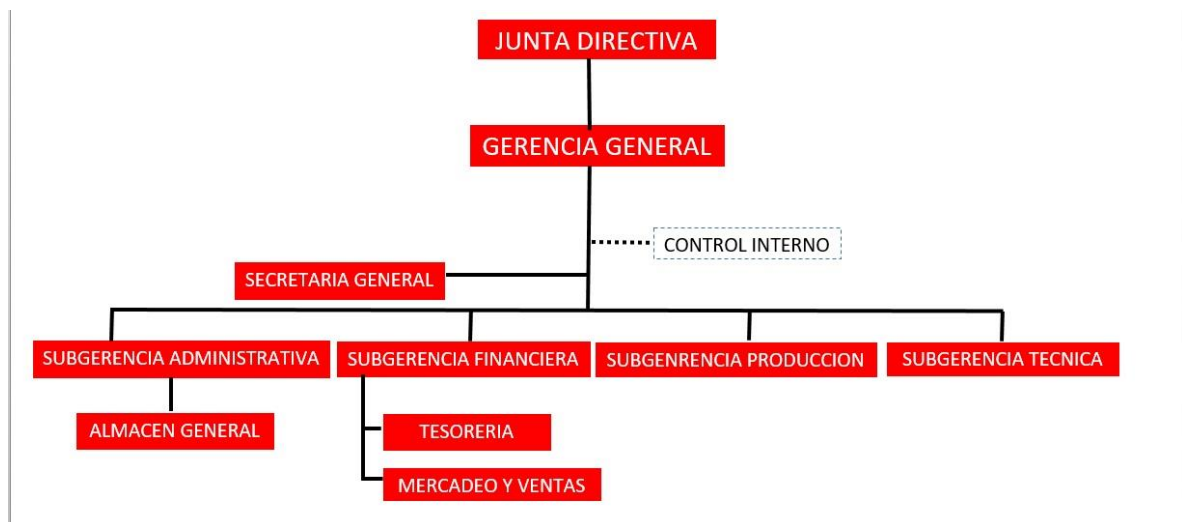 JUNTA DIRECTIVA
GERENCIA GENERAL
CONTROL INTERNO
SECRETARIA GENERAL
SUBGERENCIA ADMINISTRATIVA
SUBGERENCIA FINANCIERA
SUBGENRENCIA PRODUCCION
SUBGERENCIA TECNICA
ALMACEN GENERAL
TESORERIA
MERCADEO Y VENTAS